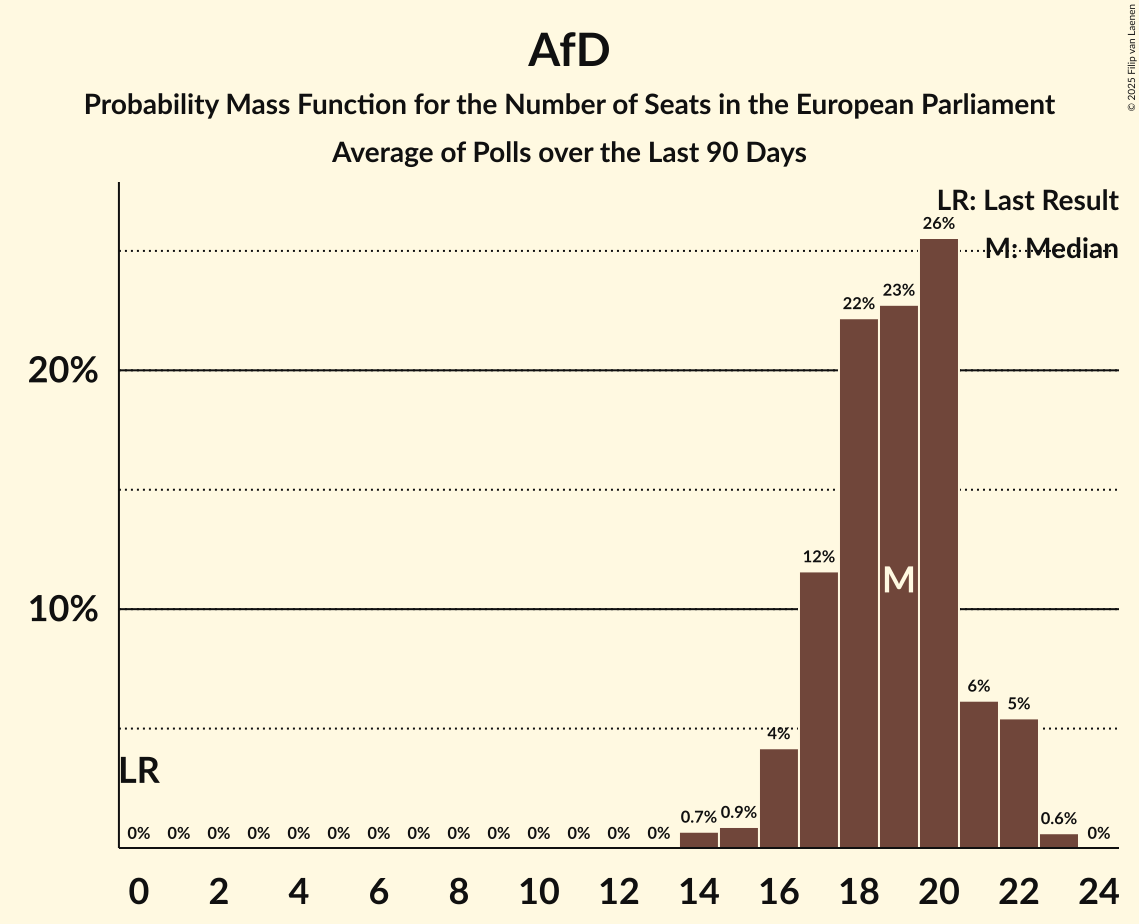 AfD
Probability Mass Function for the Number of Seats in the European Parliament
Average of Polls over the Last 90 Days
© 2025 Filip van Laenen
LR: Last Result
M: Median
26%
23%
22%
20%
12%
M
10%
6%
5%
4%
LR
0% 0% 0% 0% 0% 0% 0% 0% 0% 0% 0% 0% 0% 0% 0.7% 0.9% 0.6% 0%
0 2 4 6 8 10 12 14 16 18 20 22 24